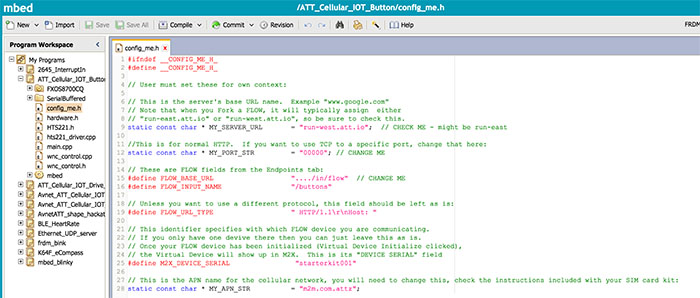 mbed
/ATT_Cellular_IOT_Button/config_me.h
New Import Save Save All Compile Commit Revision Help FRDM
Program Workspace
My Programs
2645_InterruptIn
ATT_Cellular_IOT_Button
FXOS8700CQ
SerialBuffered
config_me.h
hardware.h
HTS221.h
hts221_driver.cpp
main.cpp
wnc_control.cpp
wnc_control.h
mbed
ATT_Cellular_IOT_Drive_
Avnet_ATT_Cellular_IOT
Avnet_ATT_Cellular_IOT
AvnetATT_shape_hackat
BLE_HeartRate
Ethernet_UDP_server
frdm_bink
K64F_eCompass
mbed_blinky
config_me.h x
1 #ifndef __CONFIG_ME_H_
2 #define __CONFIG_ME_H_
3
4 // User must set these for own context:
5
6 // This is the server's base URL name. Example "www.google.com"
7 // Note that when you Fork a FLOW, it will typically assign either
8 // "run-east.att.io" or "run-west.att.io", so be sure to check this.
9 static const char * MY_SERVER_URL = "run-west.att.io"; // CHECK ME - might be run-east
10
11 //This is for normal HTTP. If you want to use TCP to a specific port, change that here:
12 static const char * MY_PORT_STR = "00000"; // CHANGE ME
13
14 // These are FLOW fields from the Endpoints tab:
15 #define FLOW_BASE_URL "..../in/flow" // CHANGE ME
16 #define FLOW_INPUT_NAME "/buttons"
17
18 // Unless you want to use a different protocol, this field should be left as is:
19 #define FLOW_URL_TYPE " HTTP/1.1\r\nHost: "
20
21 // This identifier specifies with which FLOW device you are communicating.
22 // If you only have one devive there then you can just leave this as is.
23 // Once your FLOW device has been initialized (Virtual Device Initialize clicked),
24 // the Virtual Device will show up in M2X. This is its "DEVICE SERIAL" field
25 #define M2X_DEVICE_SERIAL "starterkit001"
26
27 // This is the APN name for the cellular network, you will need to change this, check the instructions included with your SIM card kit:
28 static const char * MY_APN_STR = "m2m.com.attz";